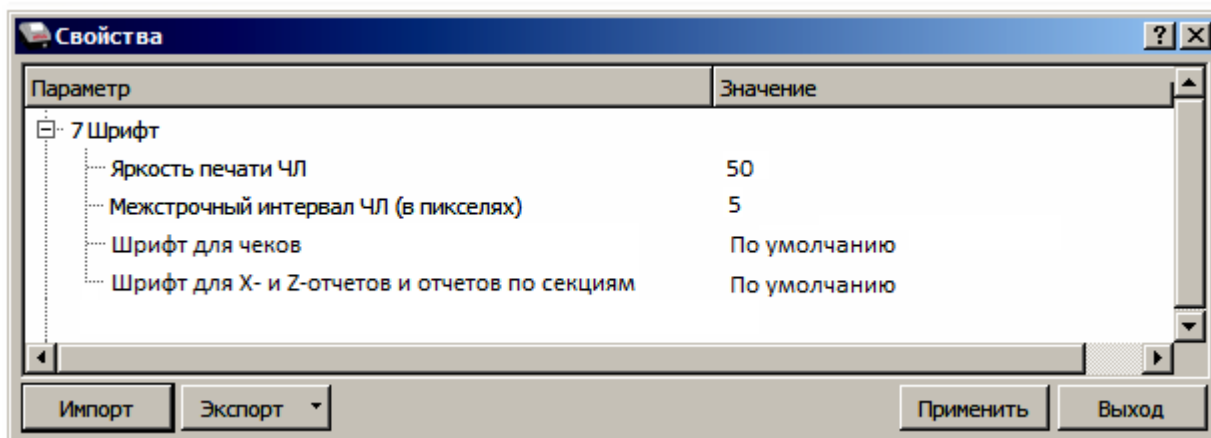 Свойства
Параметр Значение
7 Шрифт
Яркость печати ЧЛ 50
Межстрочный интервал ЧЛ (в пикселях) 5
Шрифт для чеков По умолчанию
Шрифт для X- и Z-отчетов и отчетов по секциям По умолчанию
Импорт Экспорт Применить Выход